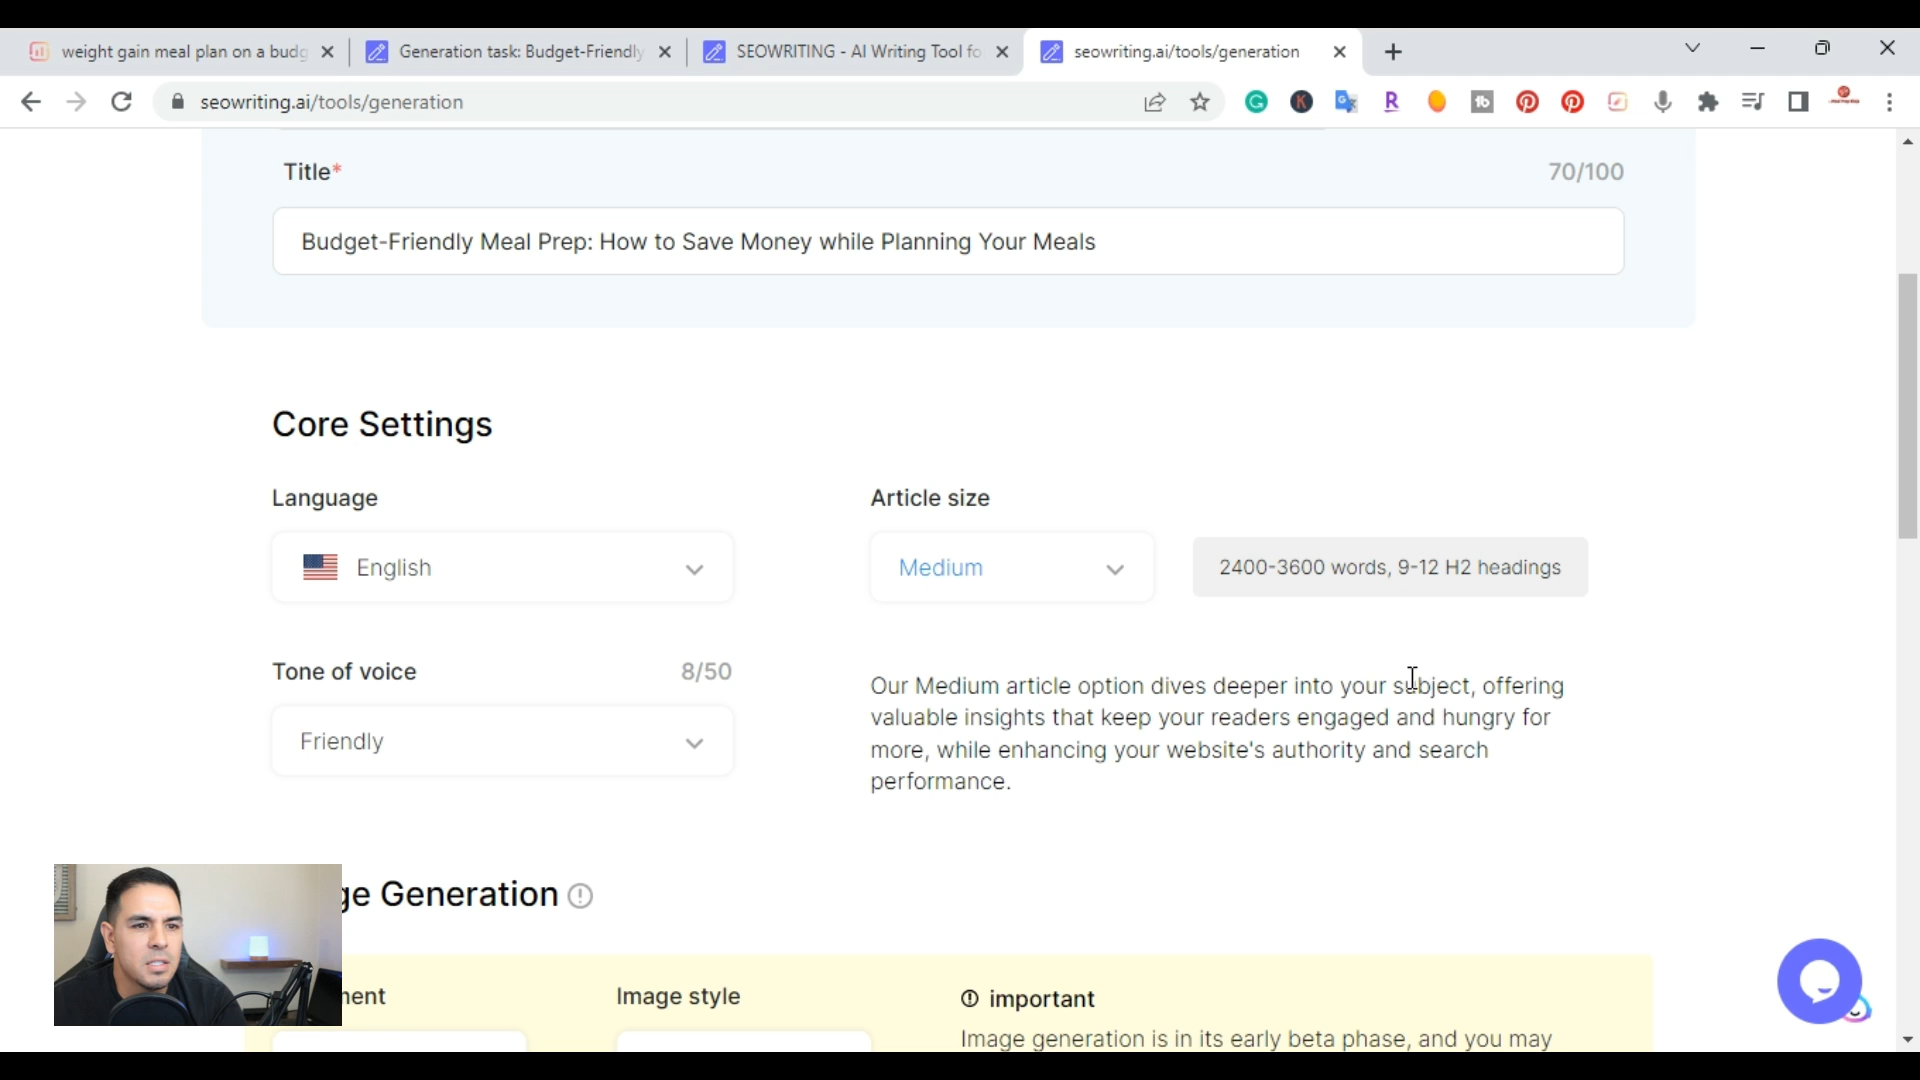 weight gain meal plan on a budg
Generation task: Budget-Friendly
SEOWRITING - AI Writing Tool fo
seowriting.ai/tools/generation
seowriting.ai/tools/generation
Title*
70/100
Budget-Friendly Meal Prep: How to Save Money while Planning Your Meals
Core Settings
Language
Article size
English
Medium
2400-3600 words, 9-12 H2 headings
Tone of voice
8/50
Friendly
Our Medium article option dives deeper into your subject, offering
valuable insights that keep your readers engaged and hungry for
more, while enhancing your website's authority and search
performance.
ge Generation
nent
Image style
important
Image generation is in its early beta phase, and you may